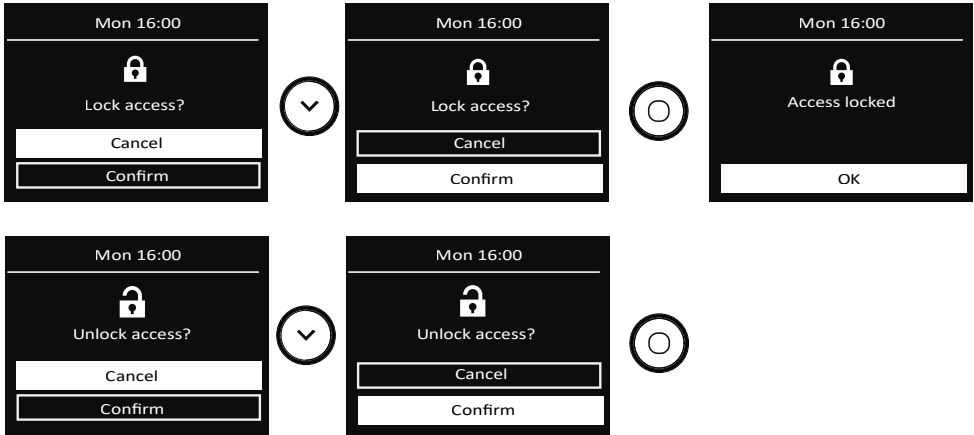 Mon 16:00
Lock access?
Cancel
Confirm
Mon 16:00
Lock access?
Cancel
Confirm
Mon 16:00
Access locked
OK
Mon 16:00
Unlock access?
Cancel
Confirm
Mon 16:00
Unlock access?
Cancel
Confirm